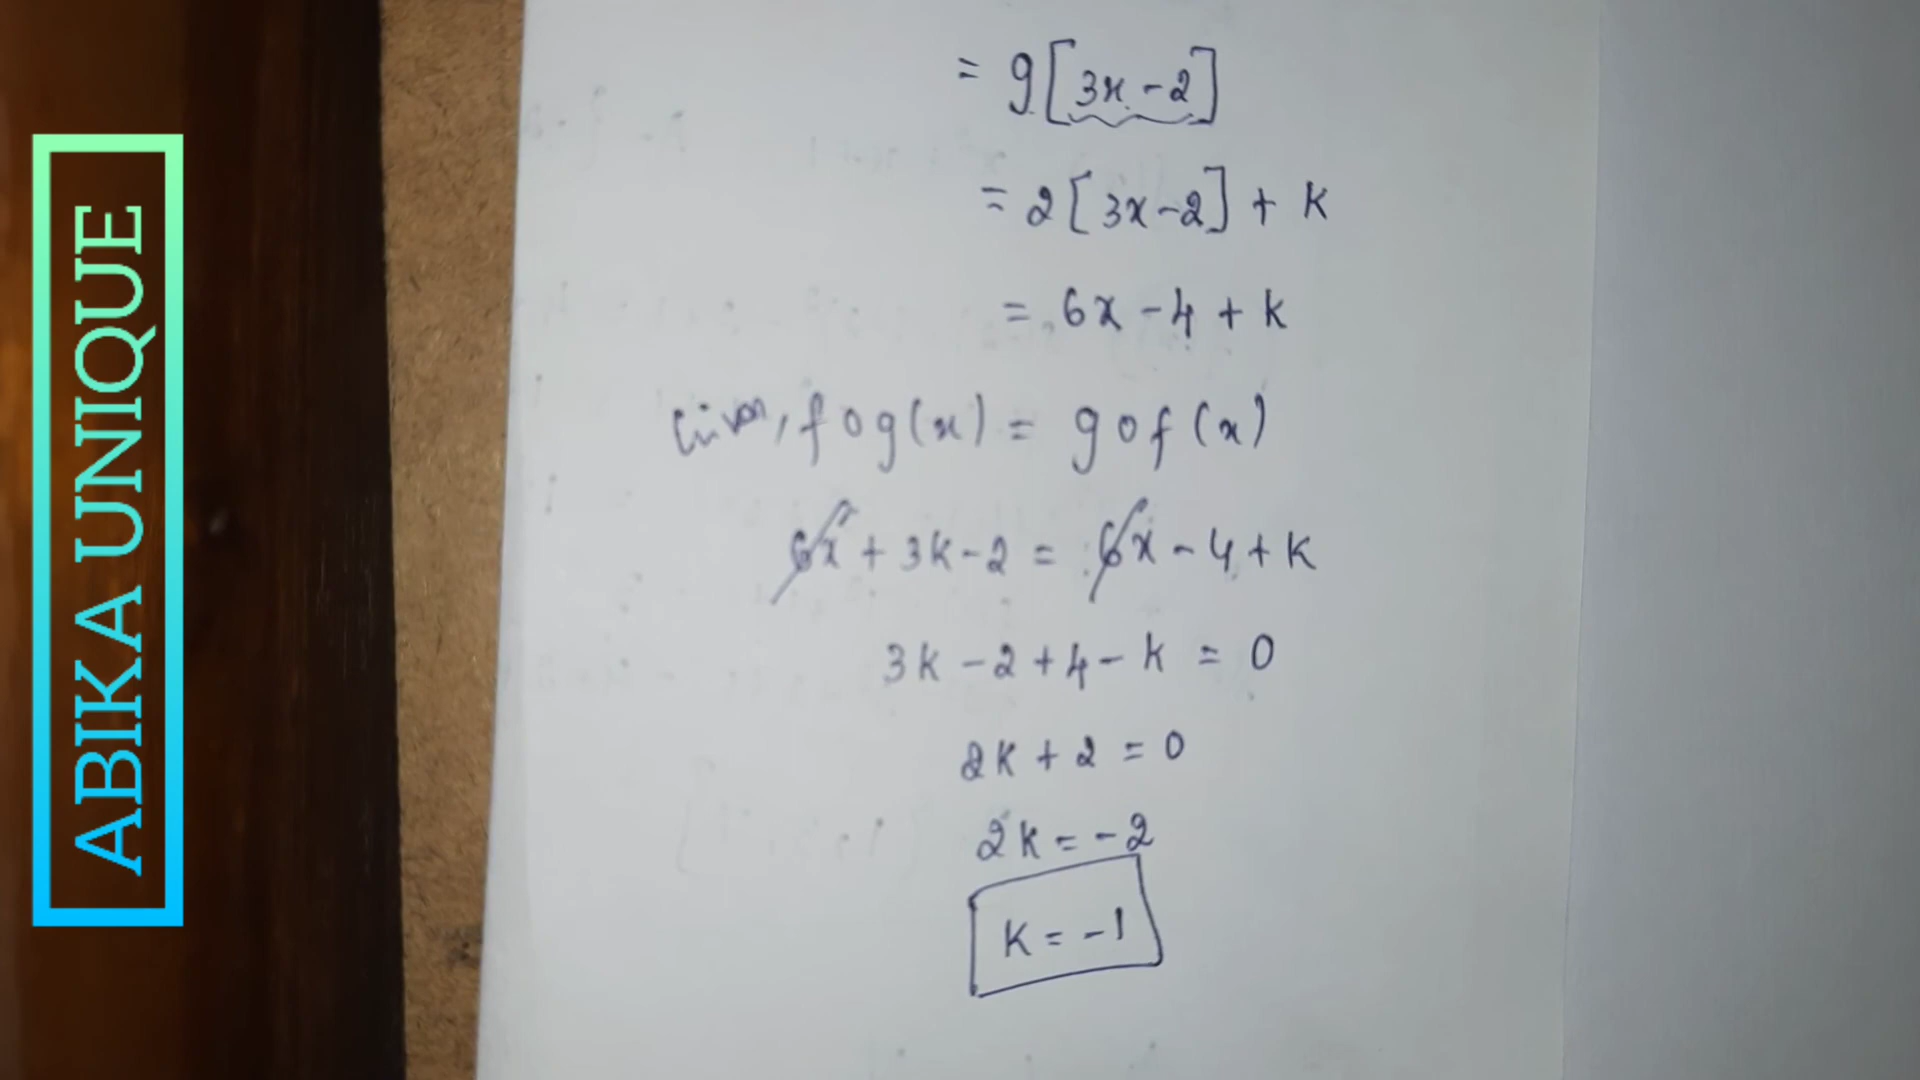 ABIKA UNIQUE
= g[3x-2]
= 2[3x-2] + k
= 6x - 4 + k
Given, fog(x) = gof(x)
6x + 3k - 2 = 6x - 4 + k
3k - 2 + 4 - k = 0
2k + 2 = 0
2k = -2
k = -1